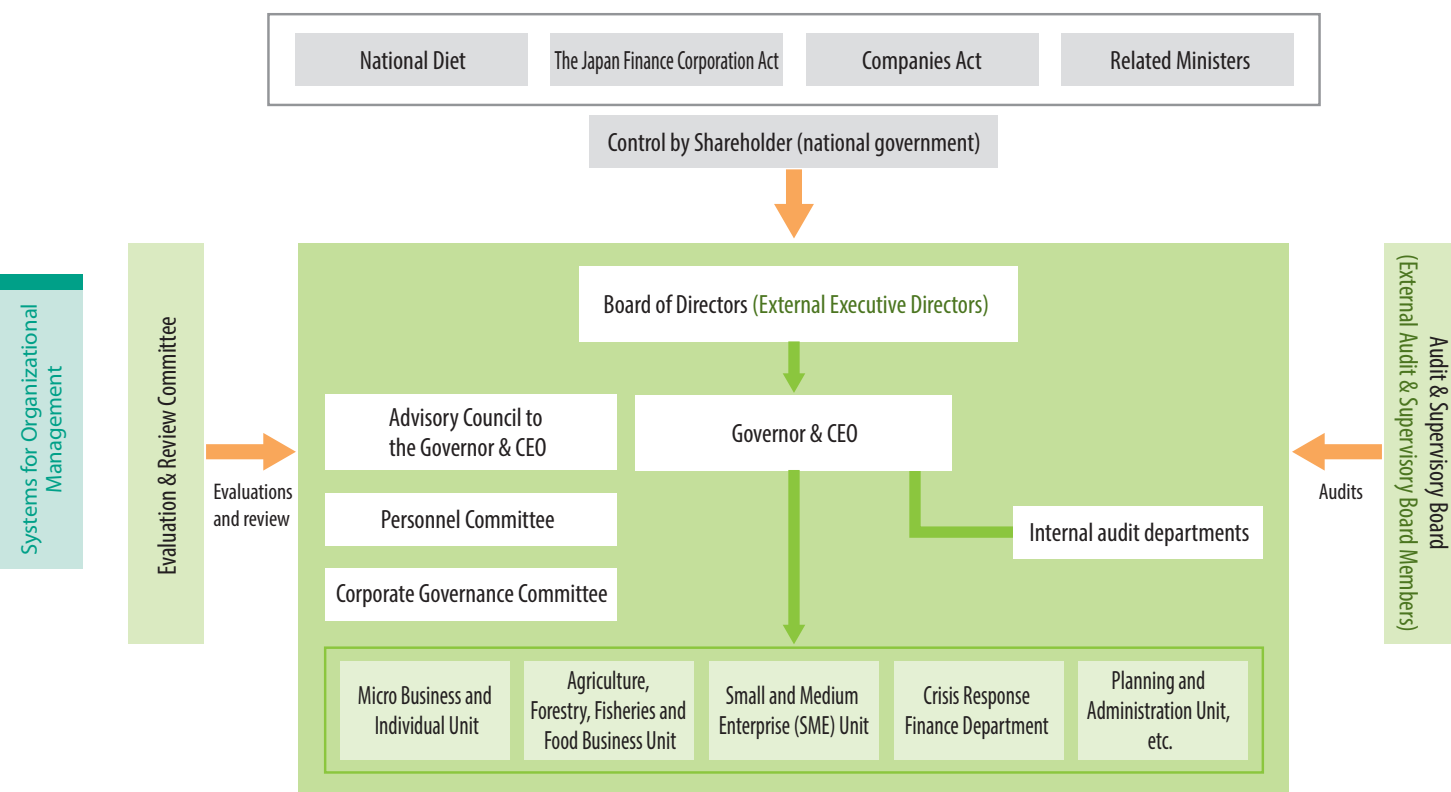 National Diet
The Japan Finance Corporation Act
Companies Act
Related Ministers
Control by Shareholder (national government)
Systems for Organizational
Management
Evaluation & Review Committee
Evaluations
and review
Board of Directors (External Executive Directors)
Advisory Council to
the Governor & CEO
Governor & CEO
Personnel Committee
Internal audit departments
Corporate Governance Committee
Micro Business and
Individual Unit
Agriculture,
Forestry, Fisheries and
Food Business Unit
Small and Medium
Enterprise (SME) Unit
Crisis Response
Finance Department
Planning and
Administration Unit,
etc.
Audits
Audit & Supervisory Board
(External Audit & Supervisory Board Members)